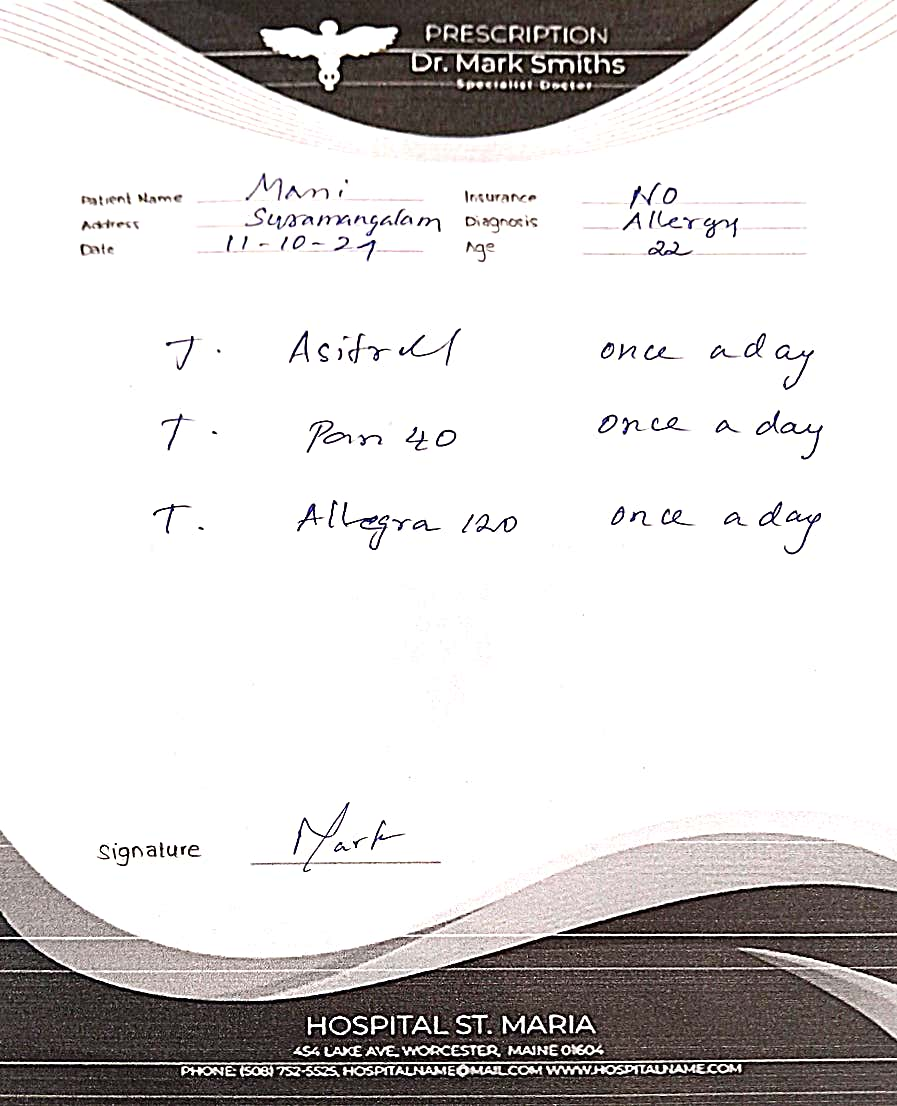 PRESCRIPTION
Dr. Mark Smiths
Specialist Doctor
Patient Name Mani Insurance NO
Address Suramangalam Diagnosis Allergy
Date 11-10-21 Age 22
T. once a day
T. Pan 40 once a day
T. Allegra 120 once a day
Signature Mark
HOSPITAL ST. MARIA
454 LAKE AVE, WORCESTER, MAINE 01604
PHONE: (508) 752-5525, HOSPITALNAME@MAIL.COM WWW.HOSPITALNAME.COM